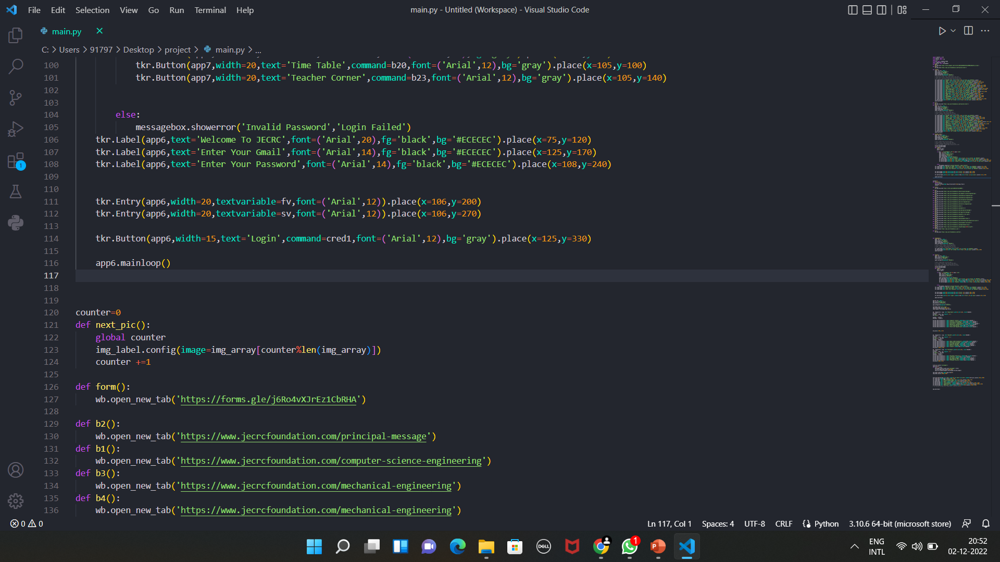 File Edit Selection View Go Run Terminal Help
main.py - Untitled (Workspace) - Visual Studio Code
main.py
C: > Users > 91797 > Desktop > project > main.py > ...
100 tkr.Button(app7,width=20,text='Time Table',command=b20,font=('Arial',12),bg='gray').place(x=105,y=100)
101 tkr.Button(app7,width=20,text='Teacher Corner',command=b23,font=('Arial',12),bg='gray').place(x=105,y=140)
102
103
104 else:
105 messagebox.showerror('Invalid Password','Login Failed')
106 tkr.Label(app6,text='Welcome To JECRC',font=('Arial',20),fg='black',bg='#ECECEC').place(x=75,y=120)
107 tkr.Label(app6,text='Enter Your Gmail',font=('Arial',14),fg='black',bg='#ECECEC').place(x=125,y=170)
108 tkr.Label(app6,text='Enter Your Password',font=('Arial',14),fg='black',bg='#ECECEC').place(x=108,y=240)
109
110
111 tkr.Entry(app6,width=20,textvariable=fv,font=('Arial',12)).place(x=106,y=200)
112 tkr.Entry(app6,width=20,textvariable=sv,font=('Arial',12)).place(x=106,y=270)
113
114 tkr.Button(app6,width=15,text='Login',command=cred1,font=('Arial',12),bg='gray').place(x=125,y=330)
115
116 app6.mainloop()
117
118
119
120 counter=0
121 def next_pic():
122 global counter
123 img_label.config(image=img_array[counter%len(img_array)])
124 counter +=1
125
126 def form():
127 wb.open_new_tab('https://forms.gle/j6Ro4vXJrEz1CbRHA')
128
129 def b2():
130 wb.open_new_tab('https://www.jecrcfoundation.com/principal-message')
131 def b1():
132 wb.open_new_tab('https://www.jecrcfoundation.com/computer-science-engineering')
133 def b3():
134 wb.open_new_tab('https://www.jecrcfoundation.com/mechanical-engineering')
135 def b4():
136 wb.open_new_tab('https://www.jecrcfoundation.com/mechanical-engineering')
1
0 0
Ln 117, Col 1 Spaces: 4 UTF-8 CRLF Python 3.10.6 64-bit (microsoft store)
DELL
1
P
ENG
INTL
20:52
02-12-2022